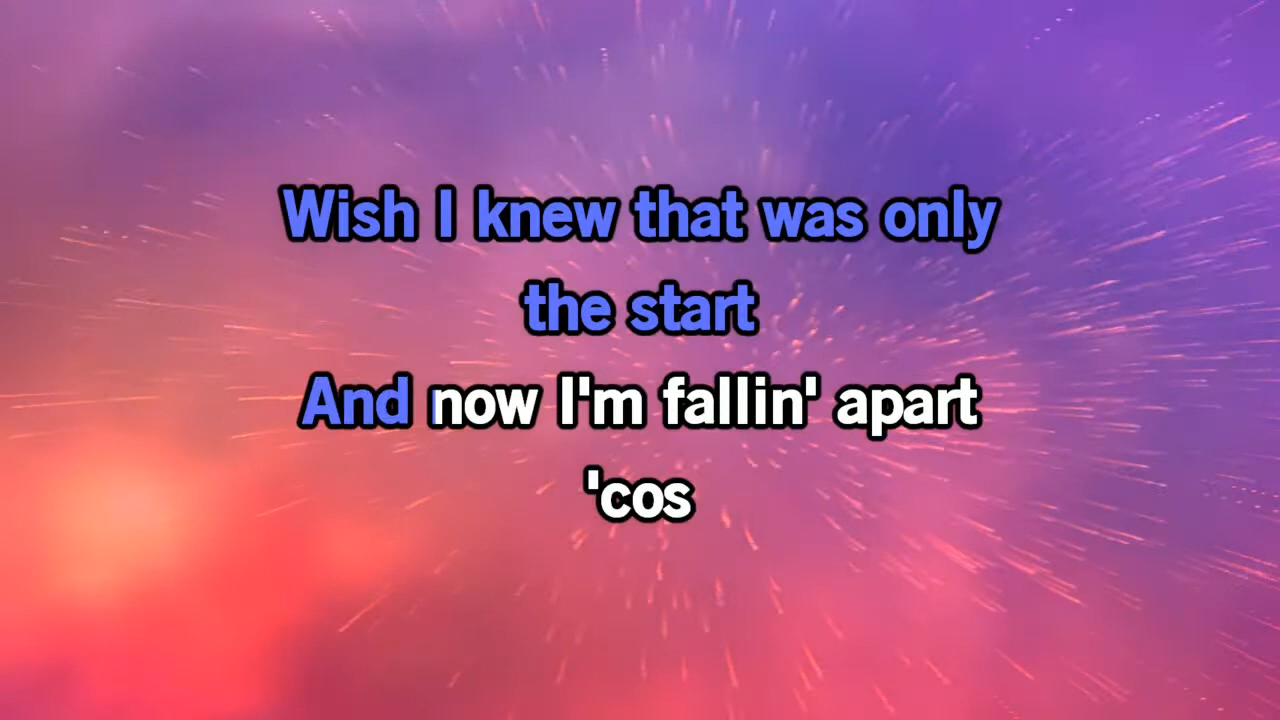 Wish I knew that was only
the start
And now I'm fallin' apart
'cos